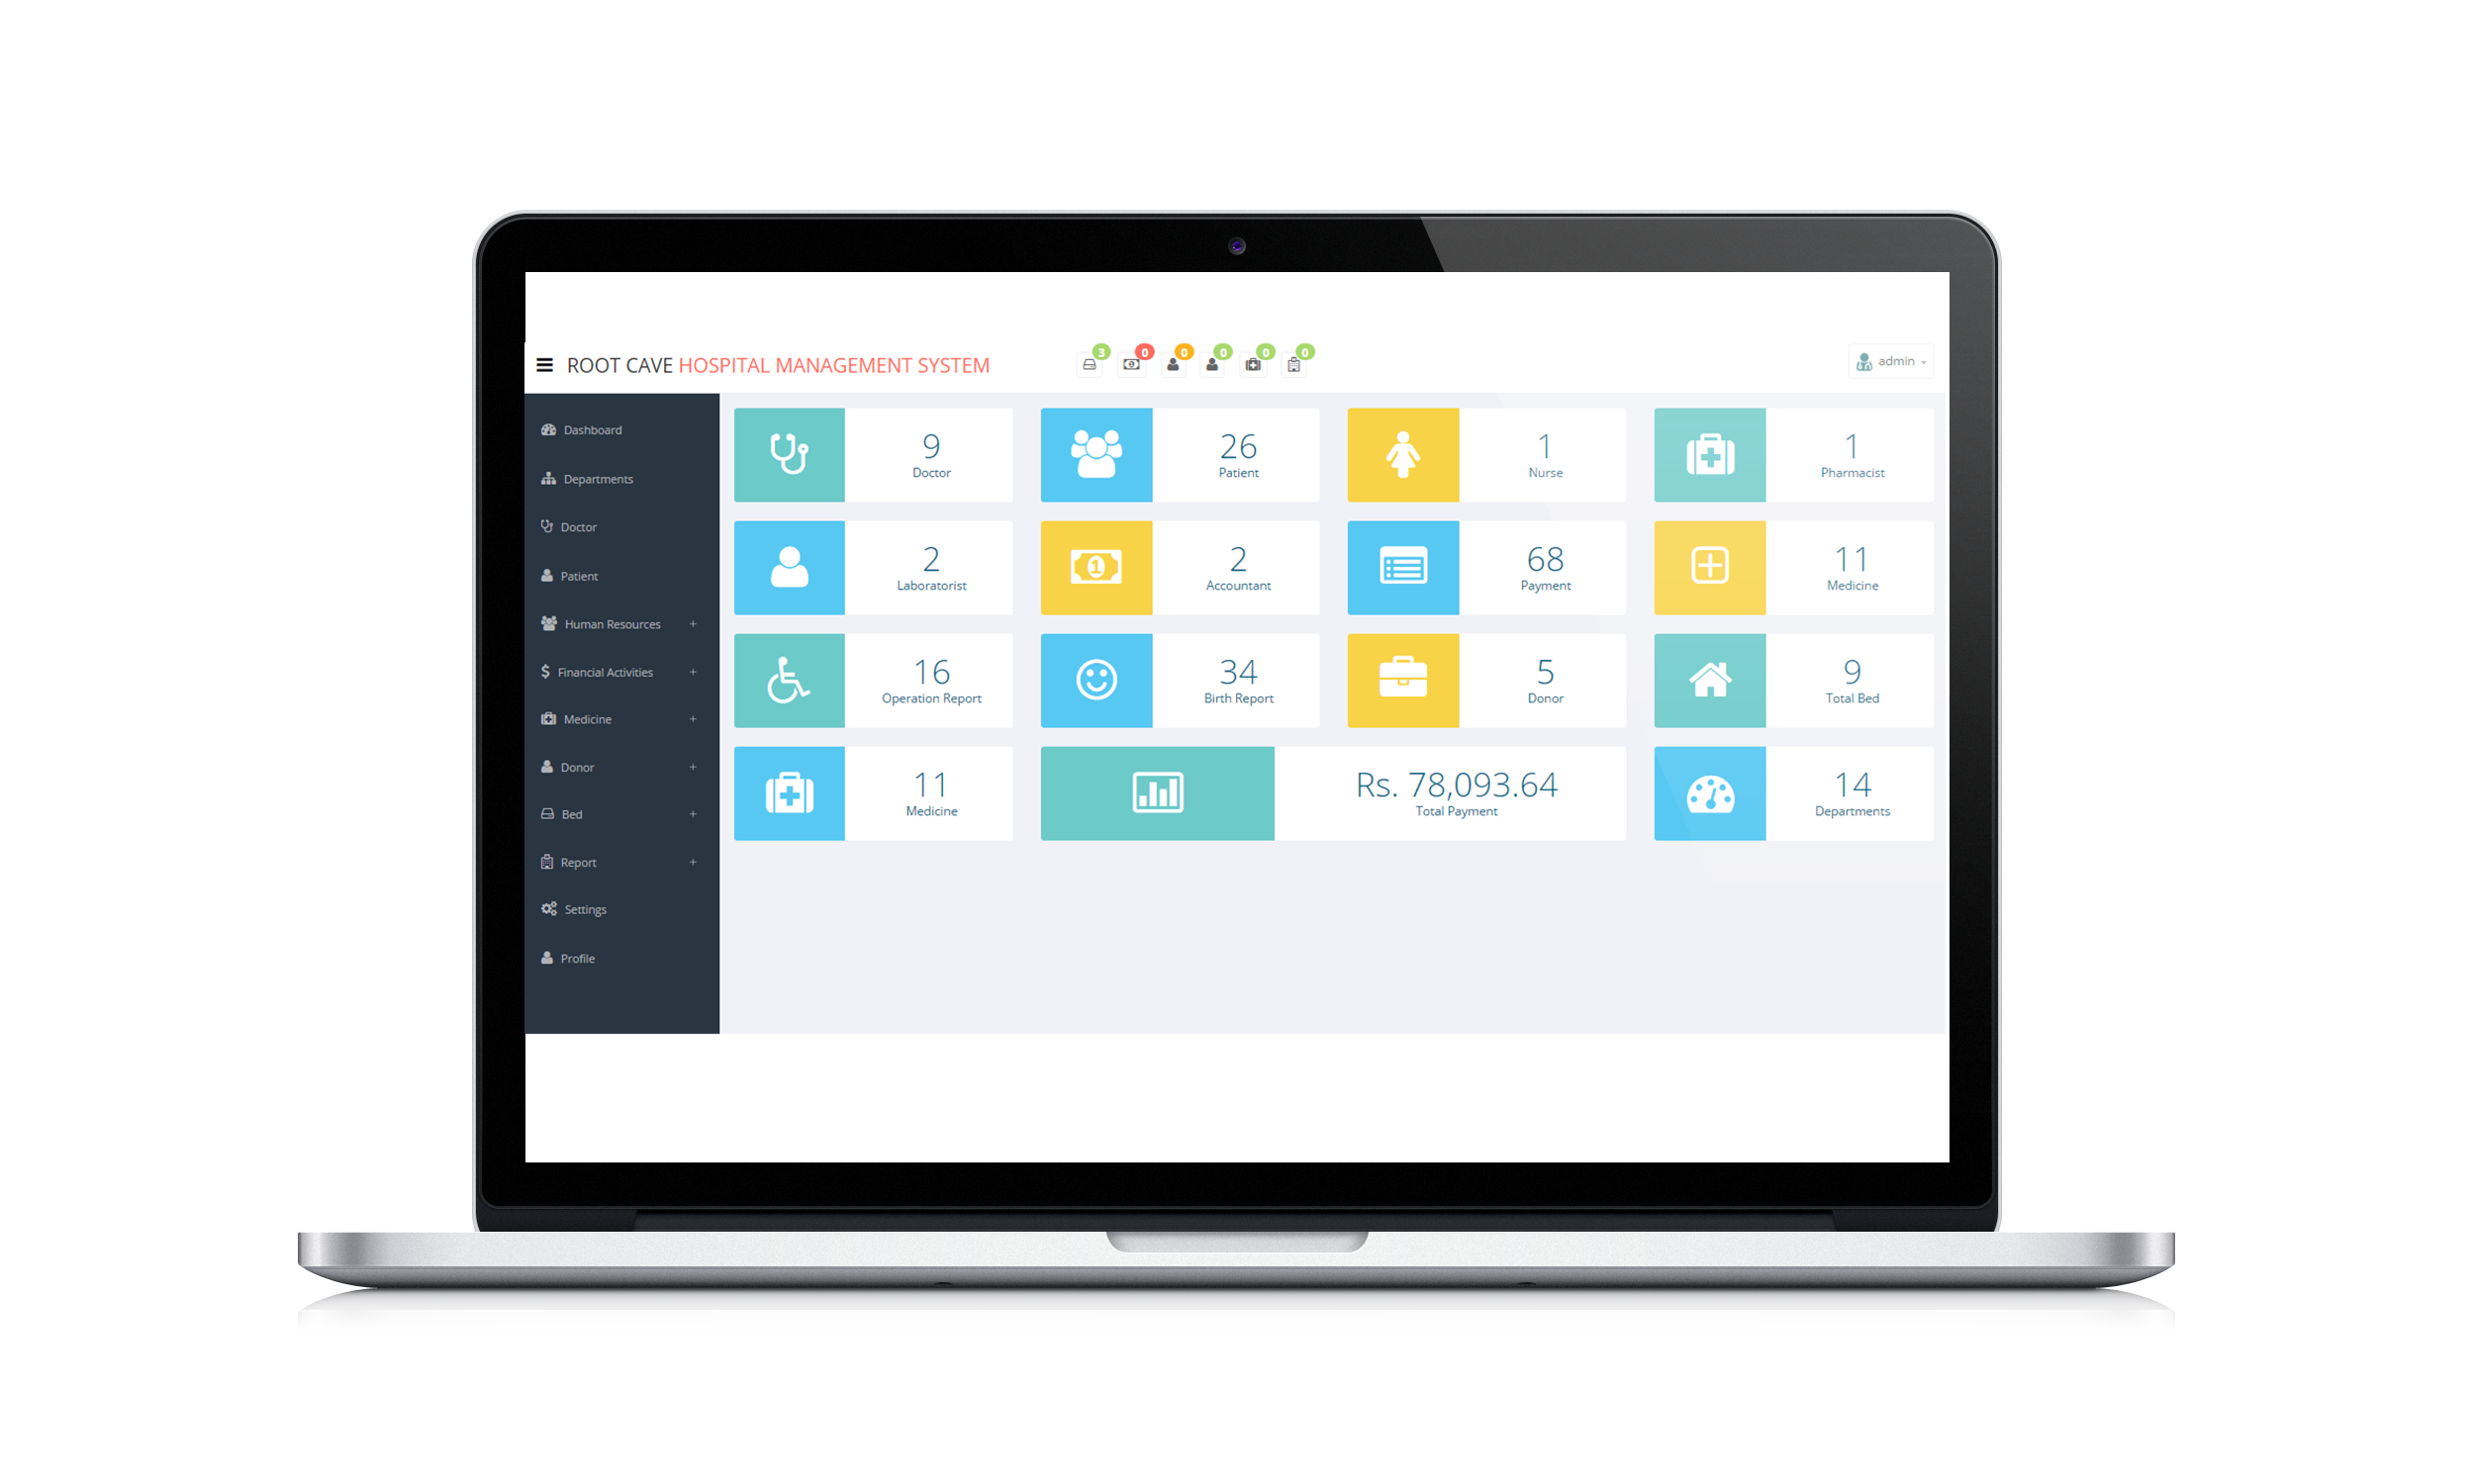 ROOT CAVE HOSPITAL MANAGEMENT SYSTEM
3 0 0 0 0 0
admin
Dashboard
Departments
Doctor
Patient
Human Resources +
Financial Activities +
Medicine +
Donor +
Bed +
Report +
Settings
Profile
9
Doctor
26
Patient
1
Nurse
1
Pharmacist
2
Laboratorist
1
2
Accountant
68
Payment
11
Medicine
16
Operation Report
34
Birth Report
5
Donor
9
Total Bed
11
Medicine
Rs. 78,093.64
Total Payment
14
Departments